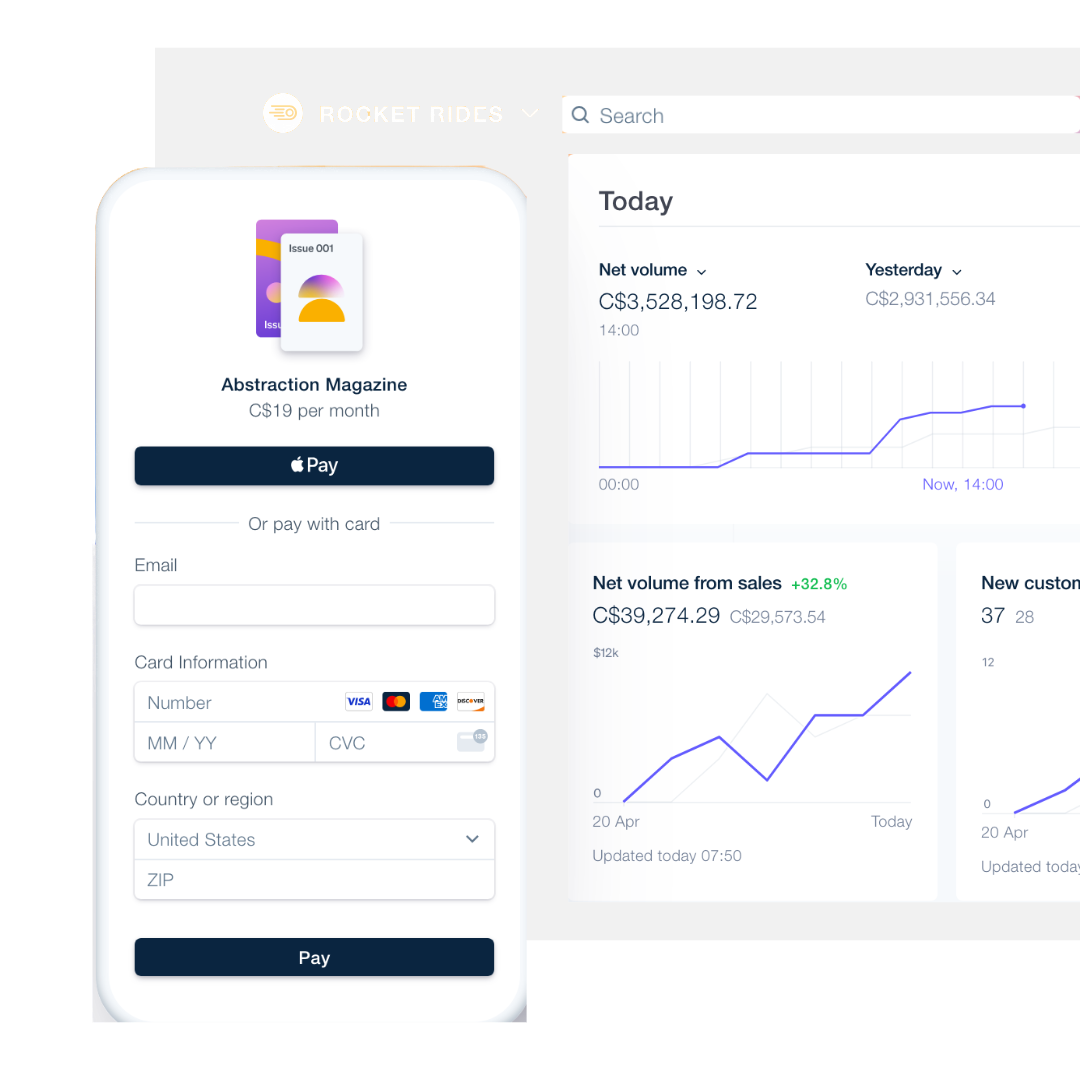 ROCKET RIDES
Search
Issue 001
Abstraction Magazine
C$19 per month
Pay
Or pay with card
Email
Card Information
Number
VISA
AMEX
DISCOVER
MM / YY
CVC
123
Country or region
United States
ZIP
Pay
Today
Net volume
C$3,528,198.72
14:00
Yesterday
C$2,931,556.34
00:00
Now, 14:00
Net volume from sales +32.8%
C$39,274.29 C$29,573.54
$12k
0
20 Apr
Today
Updated today 07:50
New
37 28
12
0
20 Apr
Updated today